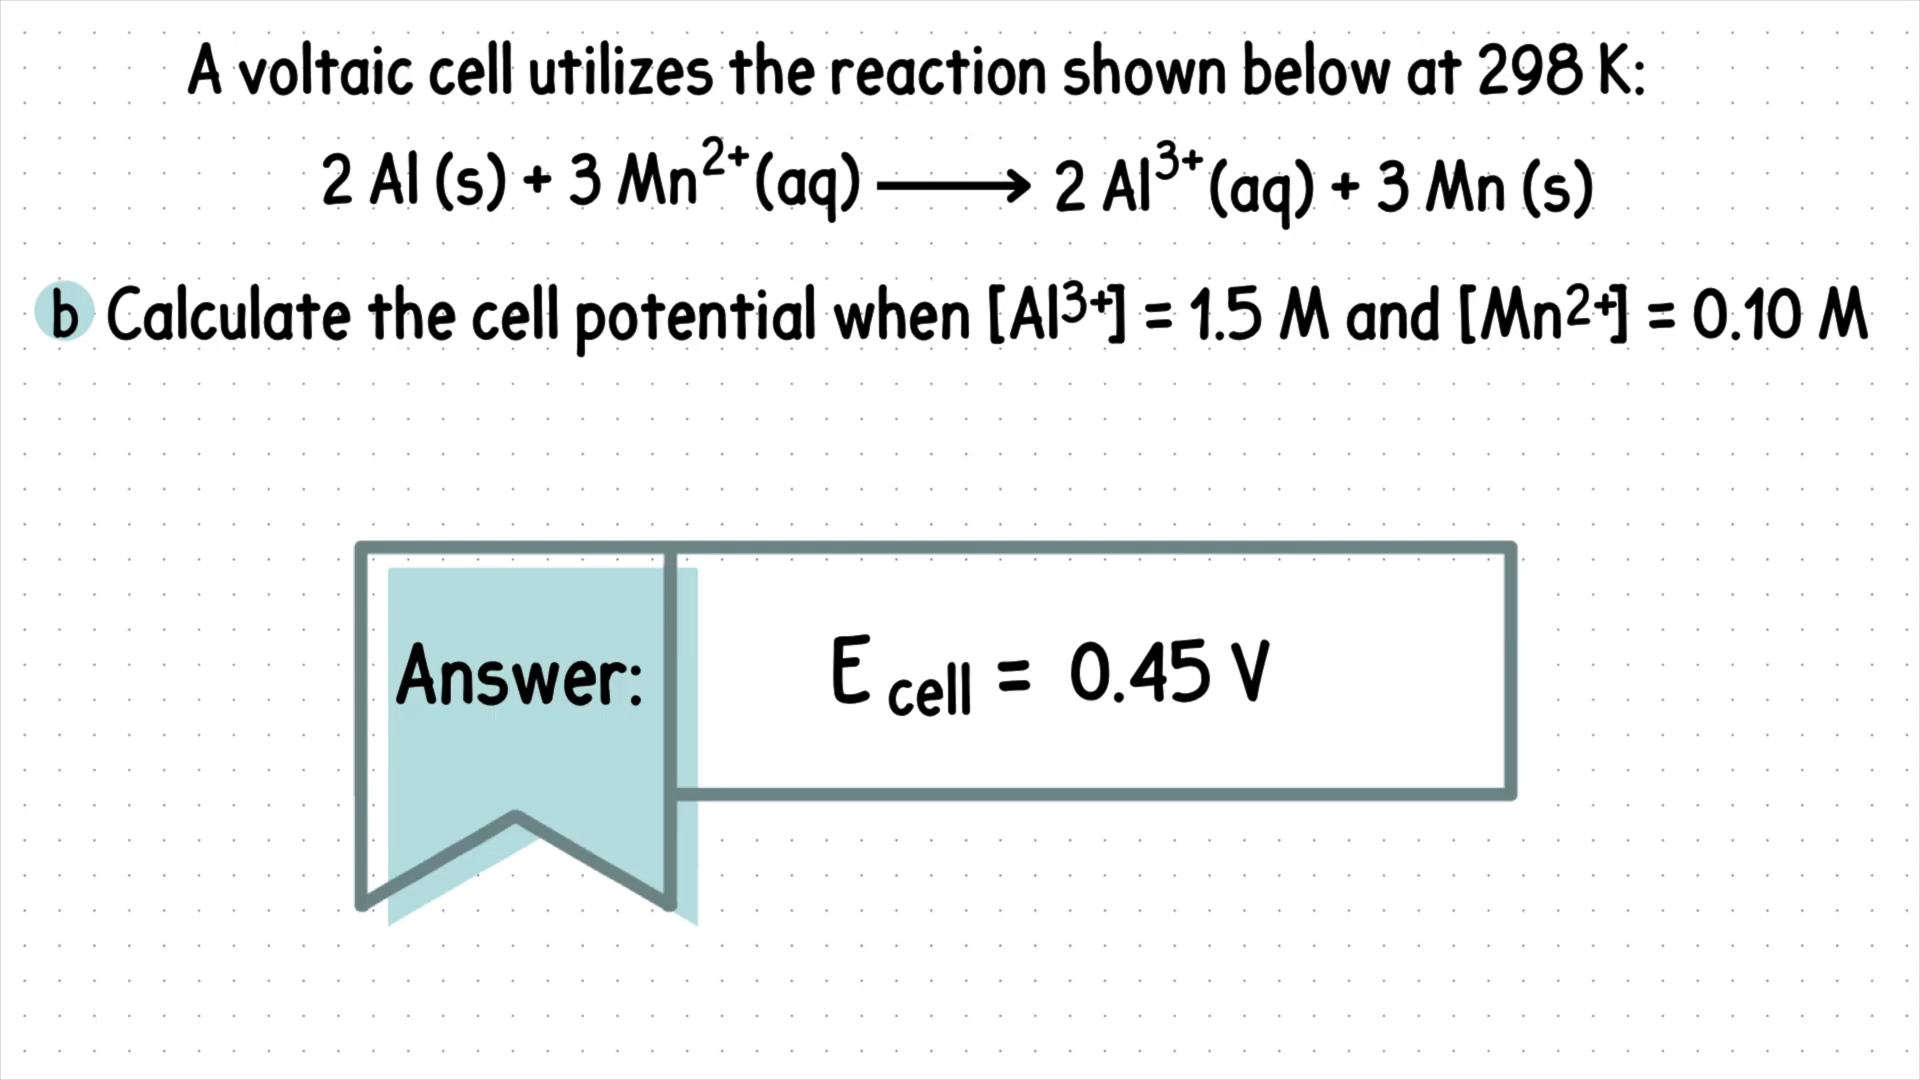 A voltaic cell utilizes the reaction shown below at 298 K:
2 Al (s) + 3 Mn²⁺(aq) ⟶ 2 Al³⁺(aq) + 3 Mn (s)
b Calculate the cell potential when [Al³⁺] = 1.5 M and [Mn²⁺] = 0.10 M
Answer:
E cell = 0.45 V